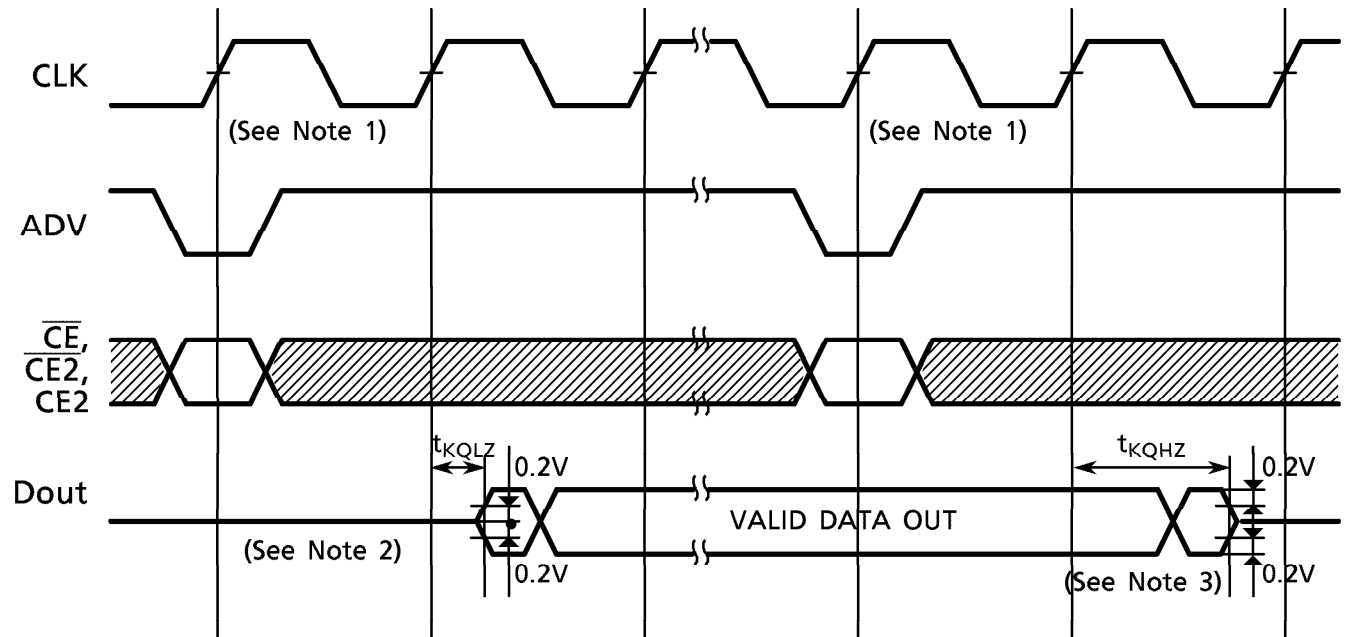 CLK
(See Note 1)
(See Note 1)
ADV
CE,
CE2,
CE2
tKQLZ
0.2V
tKQHZ
0.2V
Dout
VALID DATA OUT
(See Note 2)
0.2V
(See Note 3)
0.2V